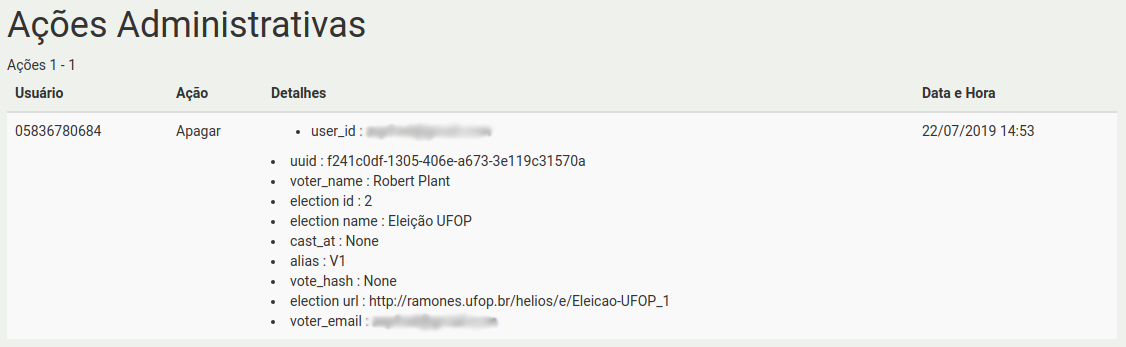 Ações Administrativas
Ações 1 - 1
Usuário Ação Detalhes Data e Hora
05836780684 Apagar • user_id : 22/07/2019 14:53
• uuid : f241c0df-1305-406e-a673-3e119c31570a
• voter_name : Robert Plant
• election id : 2
• election name : Eleição UFOP
• cast_at : None
• alias : V1
• vote_hash : None
• election url : http://ramones.ufop.br/helios/e/Eleicao-UFOP_1
• voter_email :